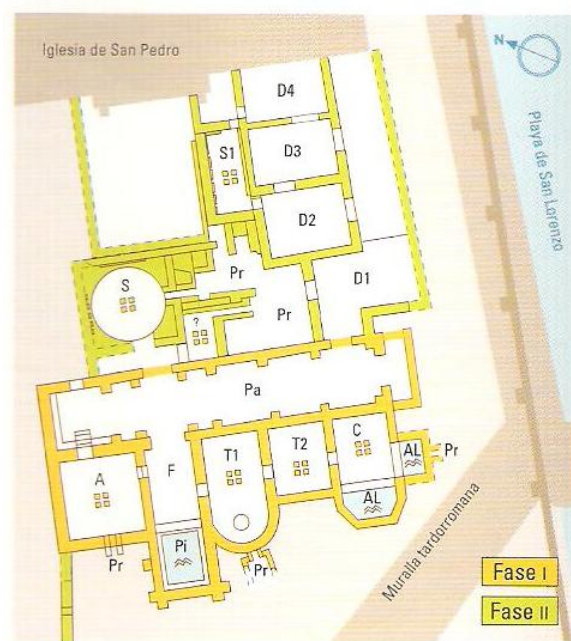 Iglesia de San Pedro
N
Playa de San Lorenzo
D4
S1
D3
D2
Pr
D1
S
?
Pr
Pa
A
F
T1
T2
C
AL
Pr
AL
Pi
Pr
Pr
Muralla tardorromana
Fase I
Fase II